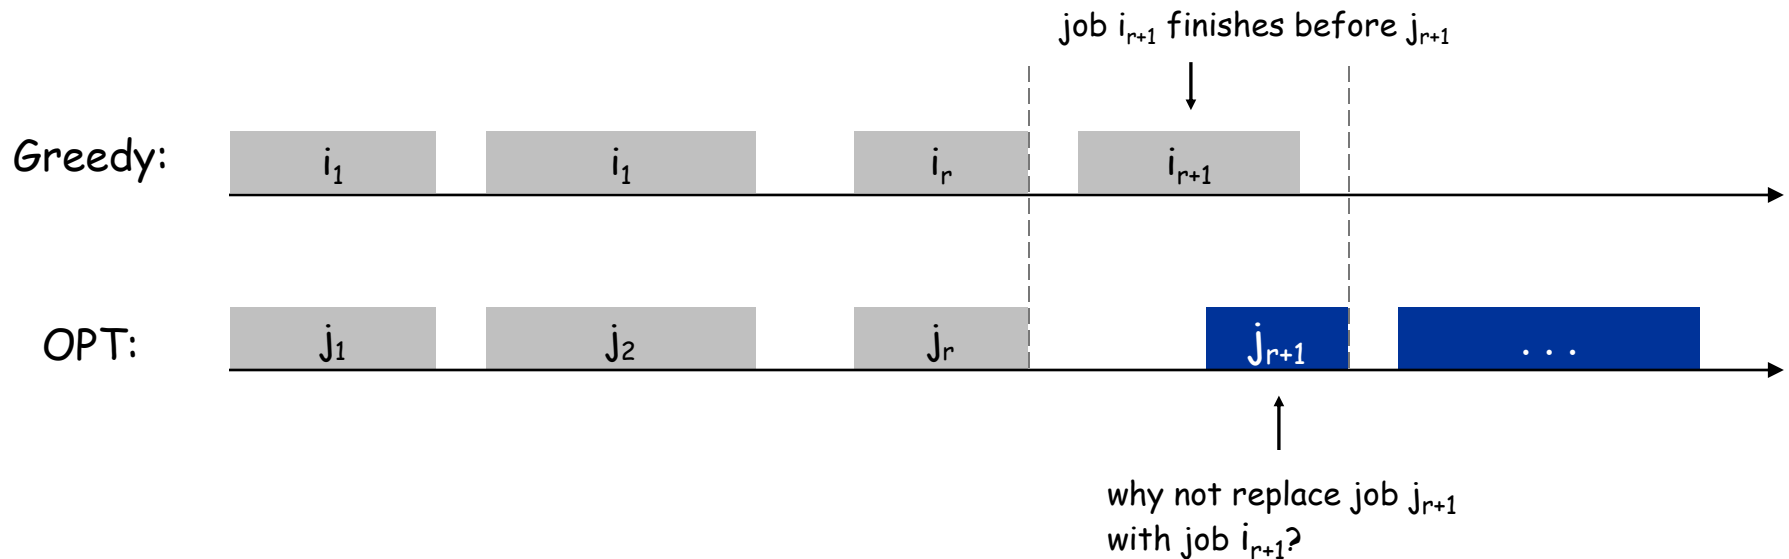 job i_{r+1} finishes before j_{r+1}
Greedy: i_1 i_1 i_r i_{r+1}
OPT: j_1 j_2 j_r j_{r+1} . . .
why not replace job j_{r+1}
with job i_{r+1}?